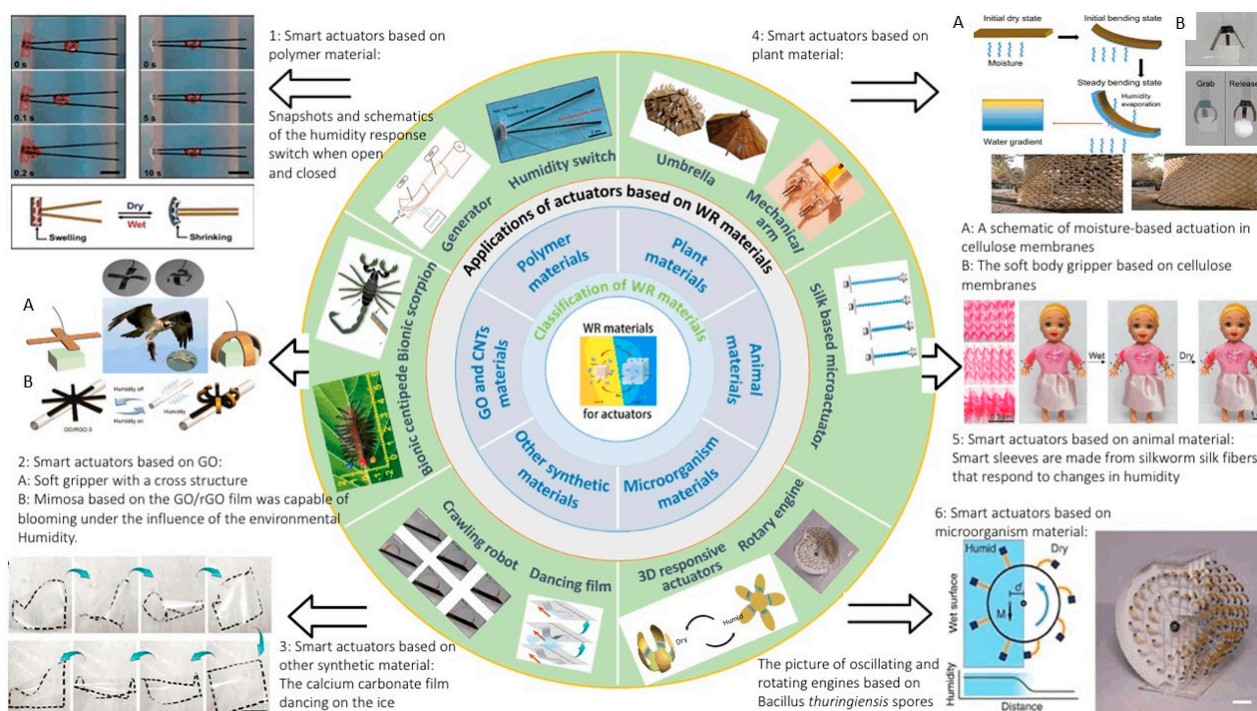 0 s
0 s
0.1 s
5 s
0.2 s
10 s
Dry
Wet
Swelling
Shrinking
1: Smart actuators based on
polymer material:
Snapshots and schematics
of the humidity response
switch when open
and closed
A
B
Humidity off
Humidity
Humidity on
GO/RGO-3
2: Smart actuators based on GO:
A: Soft gripper with a cross structure
B: Mimosa based on the GO/rGO film was capable of
blooming under the influence of the environmental
Humidity.
3: Smart actuators based on
other synthetic material:
The calcium carbonate film
dancing on the ice
Applications of actuators based on WR materials
Classification of WR materials
WR materials
for actuators
Polymer
materials
Plant
materials
Animal
materials
Microorganism
materials
Other synthetic
materials
GO and CNTs
materials
Generator
Humidity switch
Umbrella
Mechanical
arm
Silk based microactuator
Rotary engine
3D responsive
actuators
Dry
Humid
Dancing film
Crawling robot
Bionic centipede
Bionic scorpion
4: Smart actuators based on
plant material:
A
Initial dry state
Initial bending state
Moisture
Steady bending state
Humidity
evaporation
Water gradient
B
Grab
Release
A: A schematic of moisture-based actuation in
cellulose membranes
B: The soft body gripper based on cellulose
membranes
Wet
Dry
5: Smart actuators based on animal material:
Smart sleeves are made from silkworm silk fibers
that respond to changes in humidity
6: Smart actuators based on
microorganism material:
Humid
Dry
Wet surface
d
M
Humidity
Distance
The picture of oscillating and
rotating engines based on
Bacillus thuringiensis spores